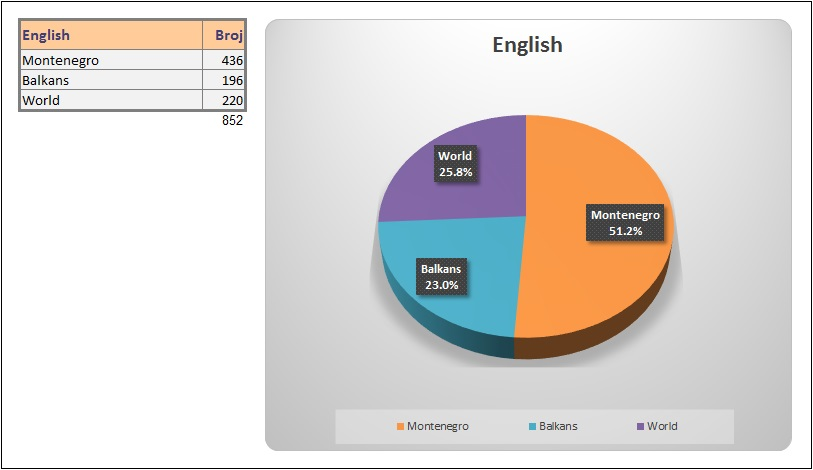 English Broj
Montenegro 436
Balkans 196
World 220
852
English
World
25.8%
Montenegro
51.2%
Balkans
23.0%
Montenegro Balkans World